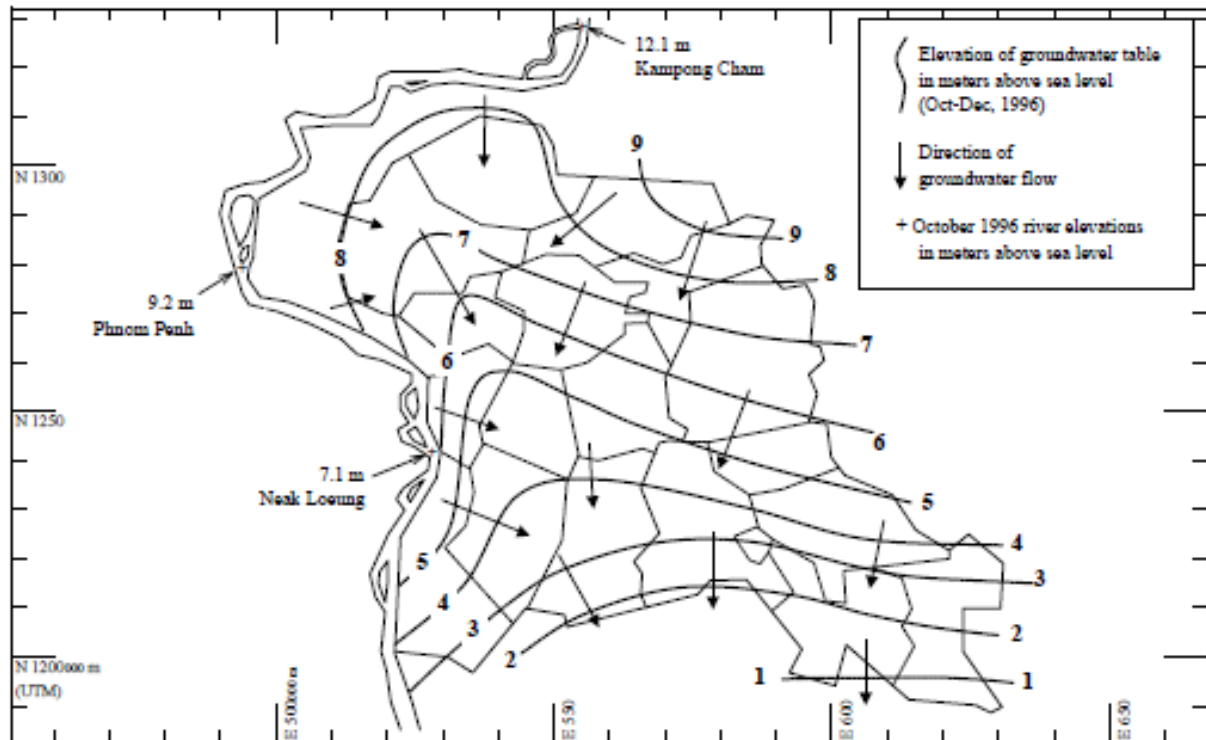 12.1 m
Kampong Cham
Elevation of groundwater table
in meters above sea level
(Oct-Dec, 1996)
Direction of
groundwater flow
+ October 1996 river elevations
in meters above sea level
N 1300
9
9
7
8
8
9.2 m
Phnom Penh
7
6
N 1250
6
7.1 m
Neak Loeung
5
5
4
4
3
3
2
2
N 1200000 m
(UTM)
1
1
E 500000 m
E 550
E 600
E 650